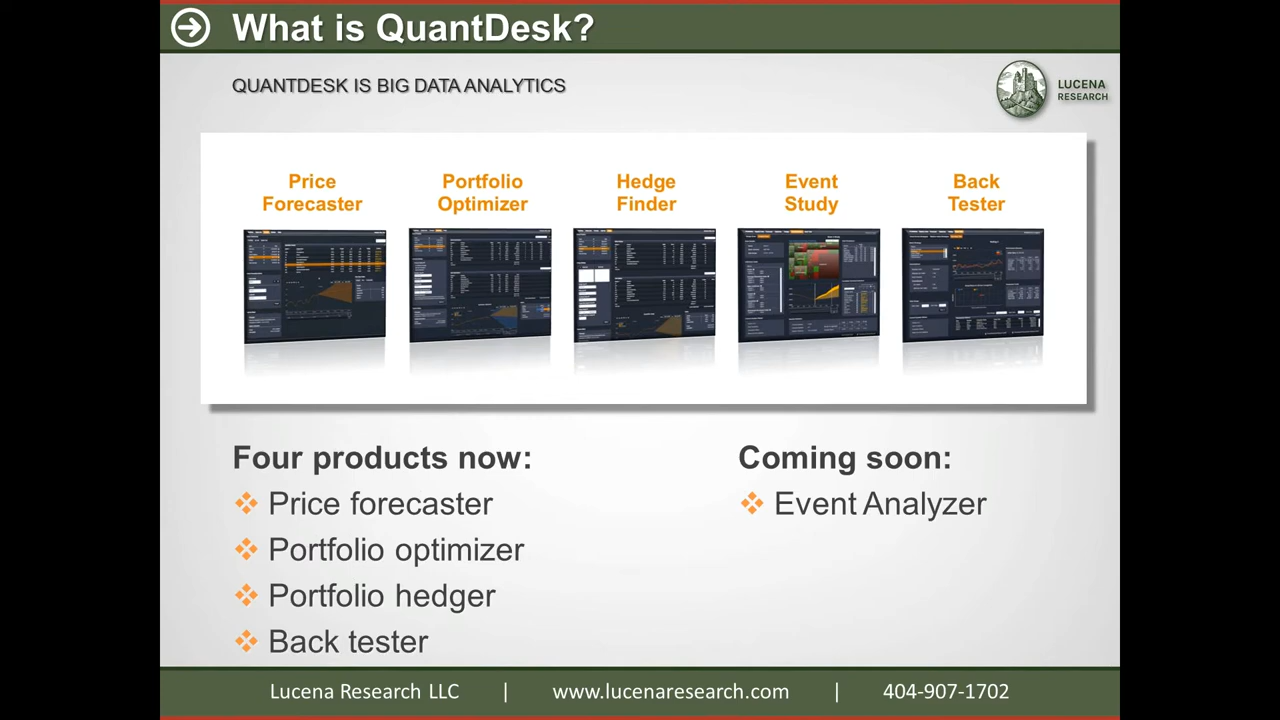 What is QuantDesk?
QUANTDESK IS BIG DATA ANALYTICS
LUCENA
RESEARCH
Price
Forecaster
Portfolio
Optimizer
Hedge
Finder
Event
Study
Back
Tester
Four products now:
Price forecaster
Portfolio optimizer
Portfolio hedger
Back tester
Coming soon:
Event Analyzer
Lucena Research LLC | www.lucenaresearch.com | 404-907-1702